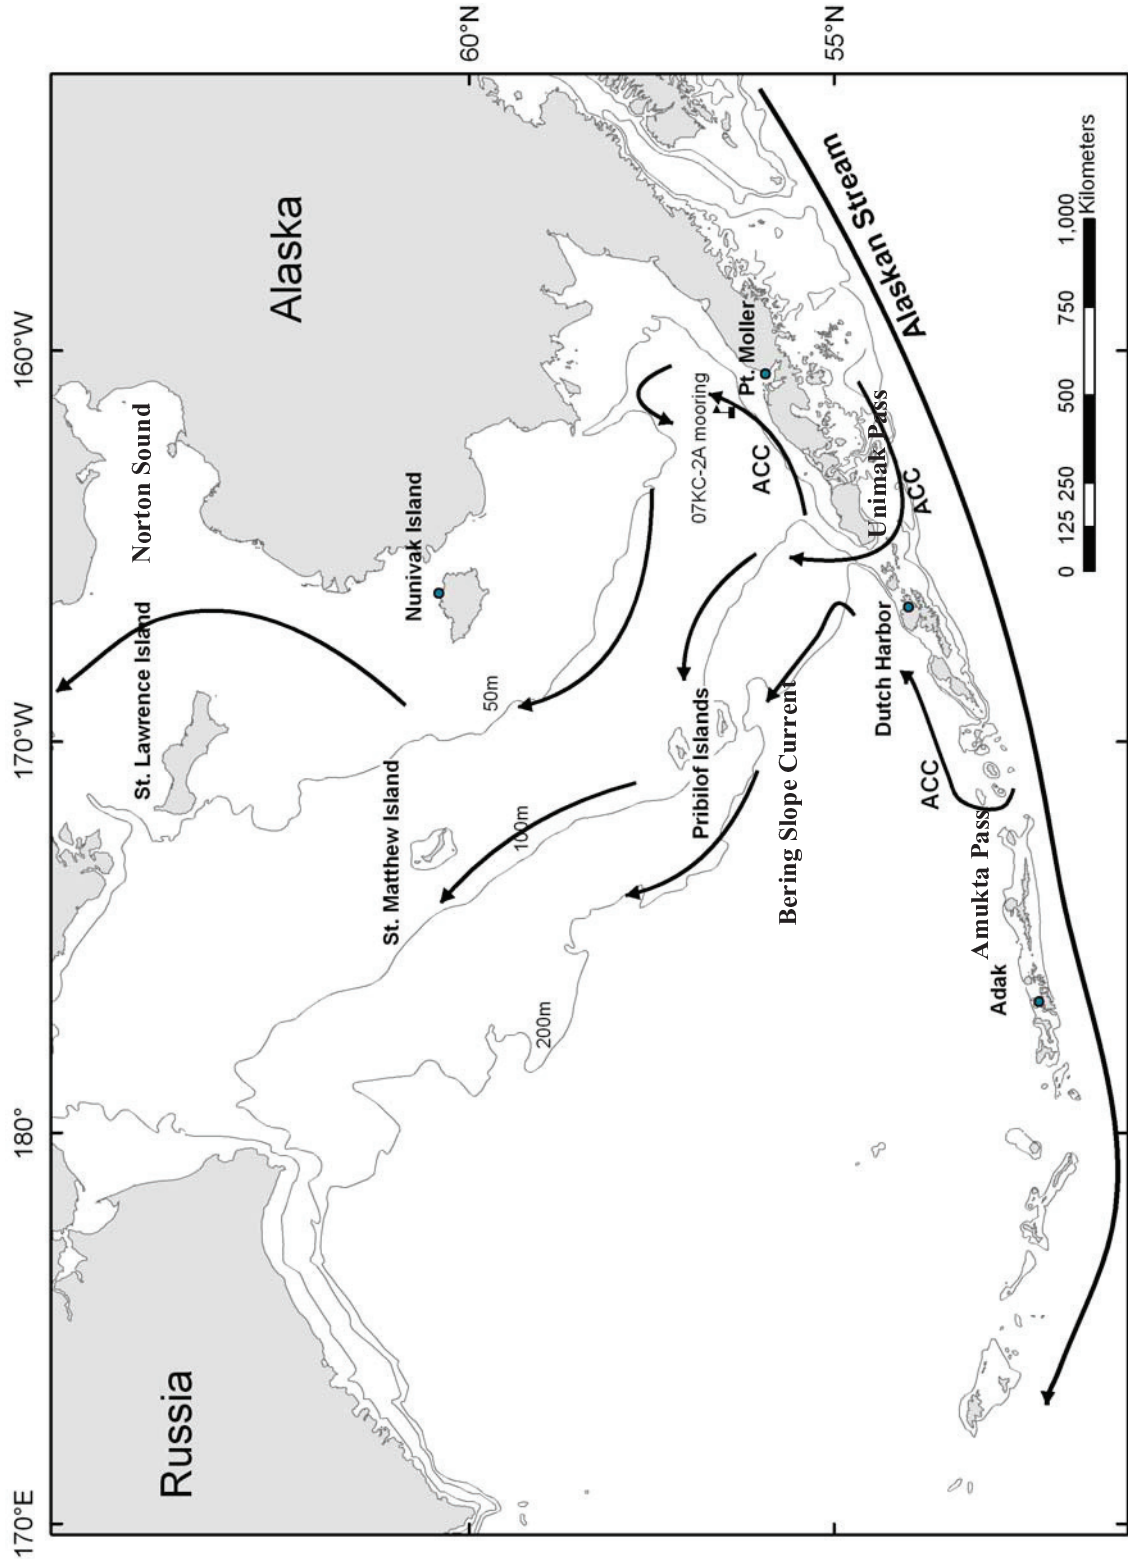 170°E
180°
170°W
160°W
60°N
55°N
Russia
Alaska
Norton Sound
St. Lawrence Island
Nunivak Island
St. Matthew Island
50m
100m
200m
07KC-2A mooring
Pt. Moller
ACC
Pribilof Islands
Bering Slope Current
Unimak Pass
ACC
Dutch Harbor
ACC
Amukta Pass
Adak
Alaskan Stream
0 125 250 500 750 1,000
Kilometers